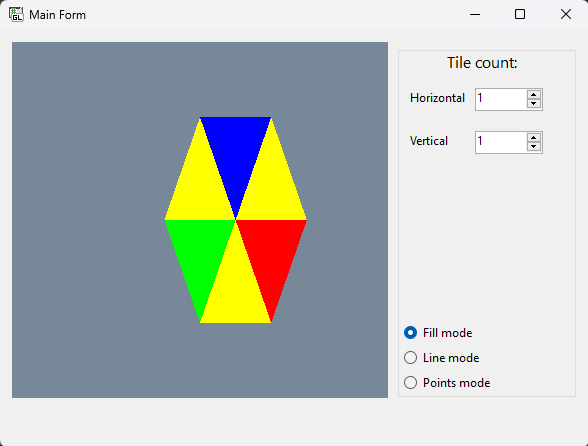 Main Form
Tile count:
Horizontal 1
Vertical 1
Fill mode
Line mode
Points mode